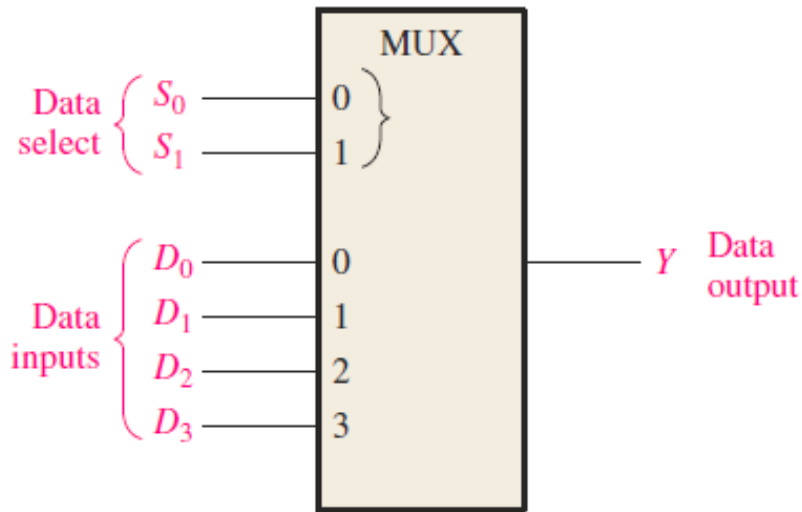 MUX
Data
select
S₀
S₁
0
1
Data
inputs
D₀
D₁
D₂
D₃
0
1
2
3
Y
Data
output